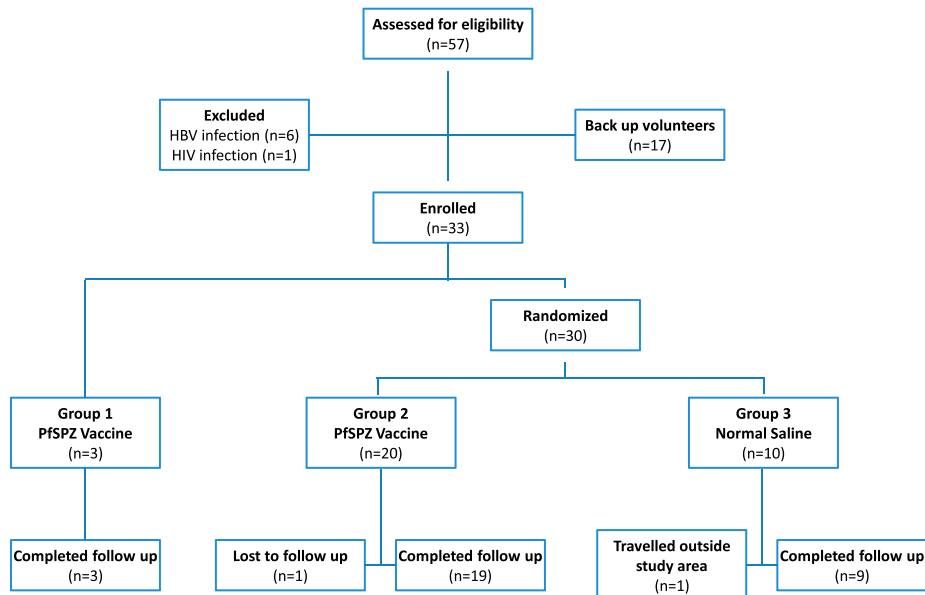 Assessed for eligibility
(n=57)
Excluded
HBV infection (n=6)
HIV infection (n=1)
Back up volunteers
(n=17)
Enrolled
(n=33)
Randomized
(n=30)
Group 1
PfSPZ Vaccine
(n=3)
Group 2
PfSPZ Vaccine
(n=20)
Group 3
Normal Saline
(n=10)
Completed follow up
(n=3)
Lost to follow up
(n=1)
Completed follow up
(n=19)
Travelled outside
study area
(n=1)
Completed follow up
(n=9)